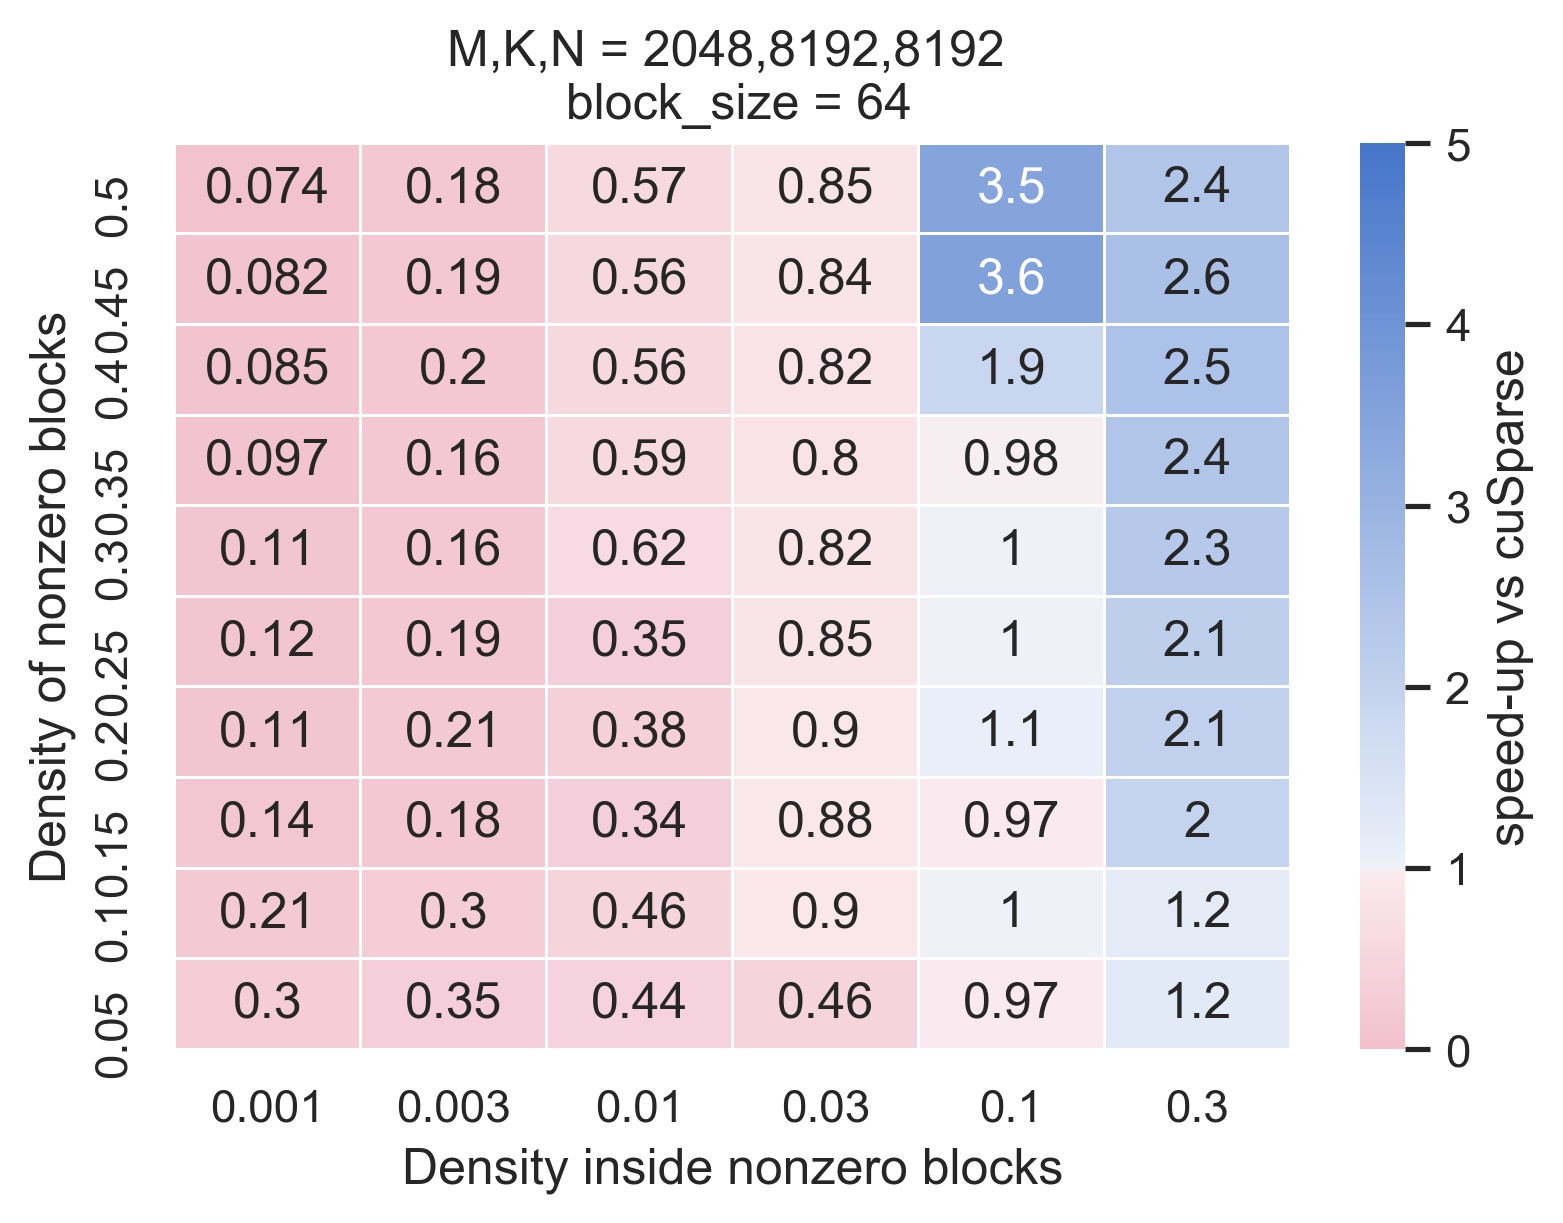 M,K,N = 2048,8192,8192
block_size = 64
Density of nonzero blocks
0.5 0.074 0.18 0.57 0.85 3.5 2.4
0.45 0.082 0.19 0.56 0.84 3.6 2.6
0.4 0.085 0.2 0.56 0.82 1.9 2.5
0.35 0.097 0.16 0.59 0.8 0.98 2.4
0.3 0.11 0.16 0.62 0.82 1 2.3
0.25 0.12 0.19 0.35 0.85 1 2.1
0.2 0.11 0.21 0.38 0.9 1.1 2.1
0.15 0.14 0.18 0.34 0.88 0.97 2
0.1 0.21 0.3 0.46 0.9 1 1.2
0.05 0.3 0.35 0.44 0.46 0.97 1.2
0.001 0.003 0.01 0.03 0.1 0.3
Density inside nonzero blocks
5
4
3
2
1
0
speed-up vs cuSparse